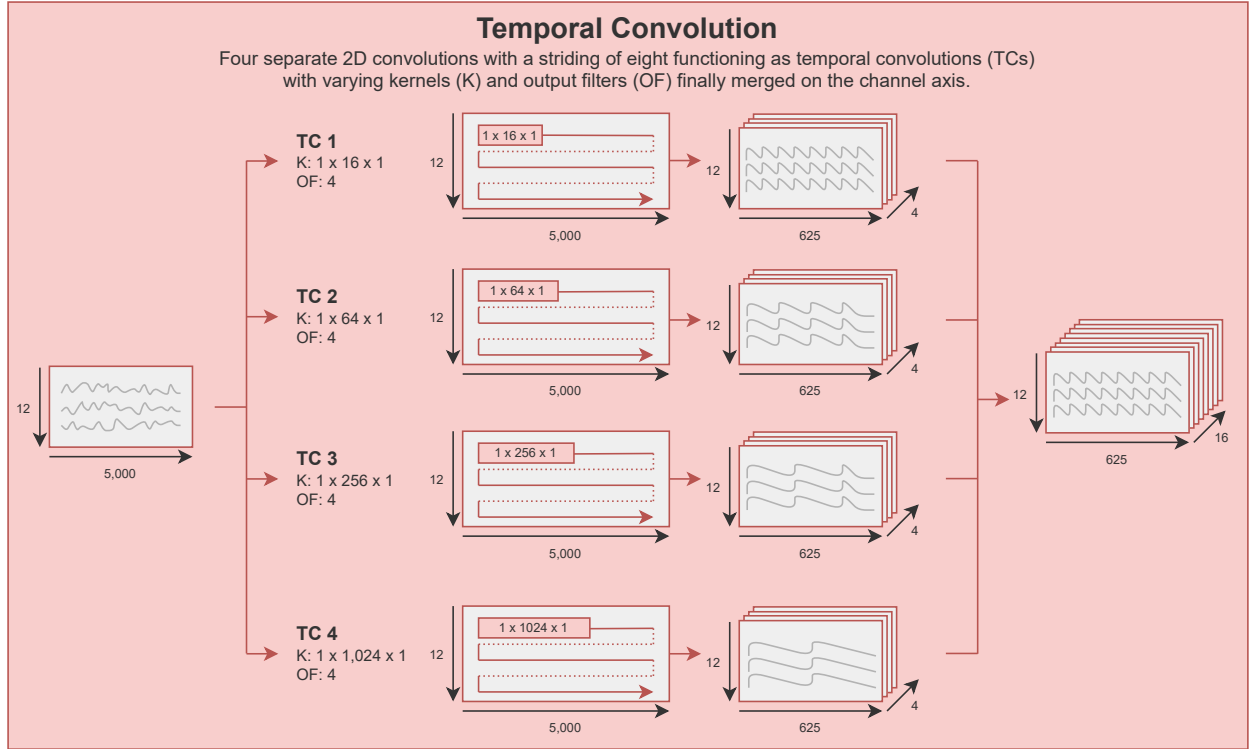 Temporal Convolution
Four separate 2D convolutions with a striding of eight functioning as temporal convolutions (TCs)
with varying kernels (K) and output filters (OF) finally merged on the channel axis.
12
5,000
TC 1
K: 1 x 16 x 1
OF: 4
12
1 x 16 x 1
5,000
12
625
4
TC 2
K: 1 x 64 x 1
OF: 4
12
1 x 64 x 1
5,000
12
625
4
TC 3
K: 1 x 256 x 1
OF: 4
12
1 x 256 x 1
5,000
12
625
4
TC 4
K: 1 x 1,024 x 1
OF: 4
12
1 x 1024 x 1
5,000
12
625
4
12
625
16